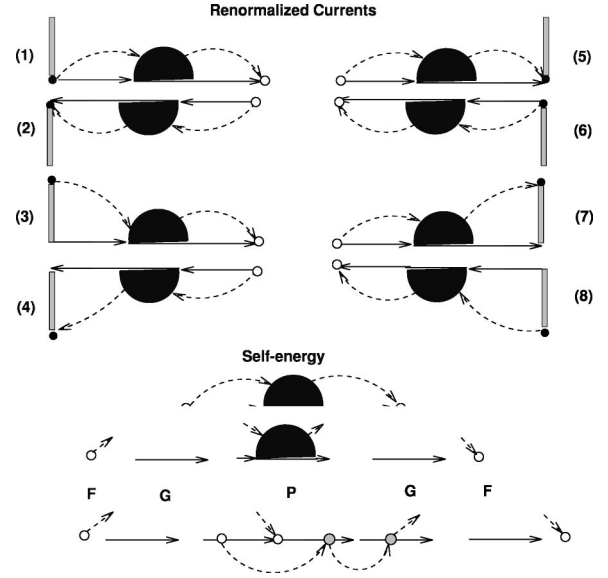 Renormalized Currents
(1) (5)
(2) (6)
(3) (7)
(4) (8)
Self-energy
F G P G F